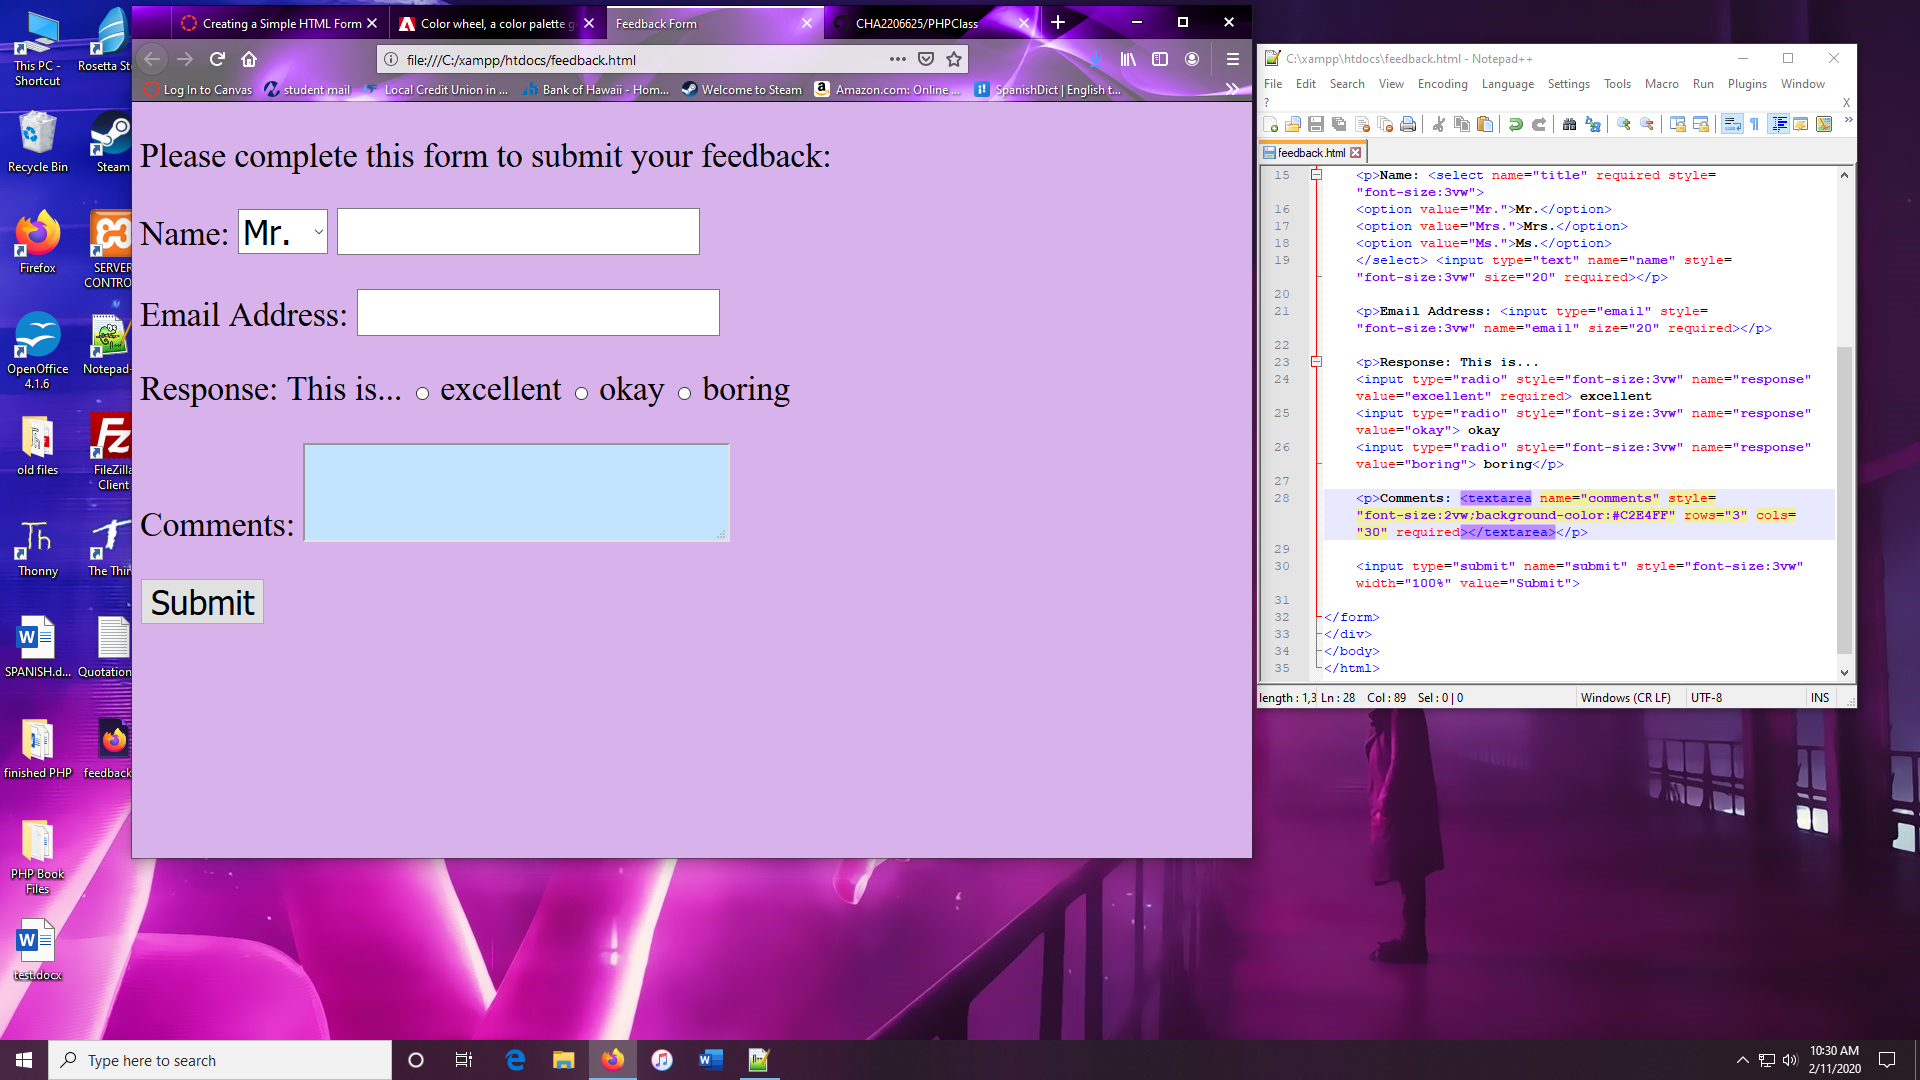 This PC -
Shortcut
Rosetta St
Recycle Bin
Steam
Firefox
SERVER
CONTRO
OpenOffice
4.1.6
Notepad-
old files
FileZilla
Client
Thonny
The Thir
SPANISH.d...
Quotation
finished PHP
feedback
PHP Book
Files
test.docx
Creating a Simple HTML Form
Color wheel, a color palette g
Feedback Form
CHA2206625/PHPClass
file:///C:/xampp/htdocs/feedback.html
Log In to Canvas
student mail
Local Credit Union in ...
Bank of Hawaii - Hom...
Welcome to Steam
Amazon.com: Online ...
SpanishDict | English t...
Please complete this form to submit your feedback:
Name: Mr.
Email Address:
Response: This is... excellent okay boring
Comments:
Submit
C:\xampp\htdocs\feedback.html - Notepad++
File Edit Search View Encoding Language Settings Tools Macro Run Plugins Window
? X
feedback.html
15 <p>Name: <select name="title" required style=
"font-size:3vw">
16 <option value="Mr.">Mr.</option>
17 <option value="Mrs.">Mrs.</option>
18 <option value="Ms.">Ms.</option>
19 </select> <input type="text" name="name" style=
"font-size:3vw" size="20" required></p>
20
21 <p>Email Address: <input type="email" style=
"font-size:3vw" name="email" size="20" required></p>
22
23 <p>Response: This is...
24 <input type="radio" style="font-size:3vw" name="response"
value="excellent" required> excellent
25 <input type="radio" style="font-size:3vw" name="response"
value="okay"> okay
26 <input type="radio" style="font-size:3vw" name="response"
value="boring"> boring</p>
27
28 <p>Comments: <textarea name="comments" style=
"font-size:2vw;background-color:#C2E4FF" rows="3" cols=
"30" required></textarea></p>
29
30 <input type="submit" name="submit" style="font-size:3vw"
width="100%" value="Submit">
31
32 </form>
33 </div>
34 </body>
35 </html>
length : 1,3 Ln : 28 Col : 89 Sel : 0 | 0 Windows (CR LF) UTF-8 INS
Type here to search
10:30 AM
2/11/2020